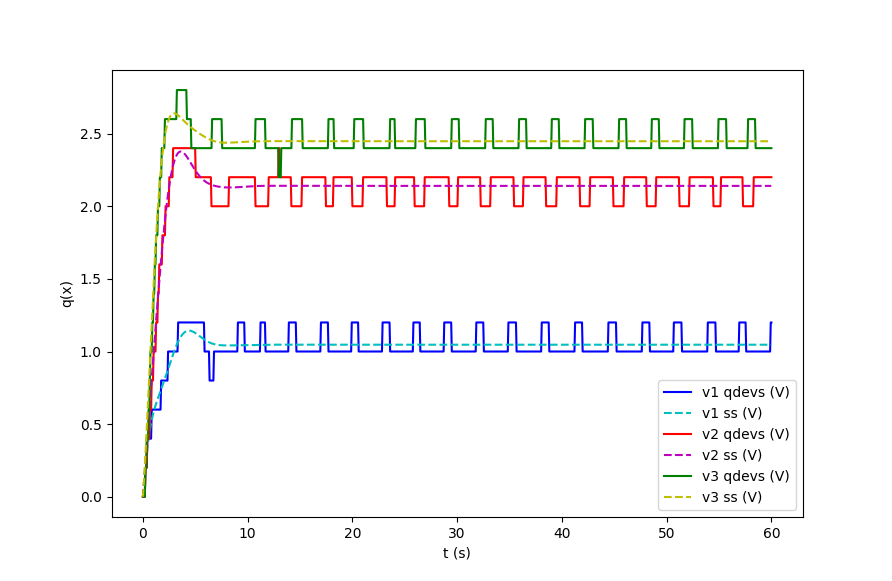 q(x)
2.5
2.0
1.5
1.0
0.5
0.0
0
10
20
30
40
50
60
t (s)
v1 qdevs (V)
v1 ss (V)
v2 qdevs (V)
v2 ss (V)
v3 qdevs (V)
v3 ss (V)